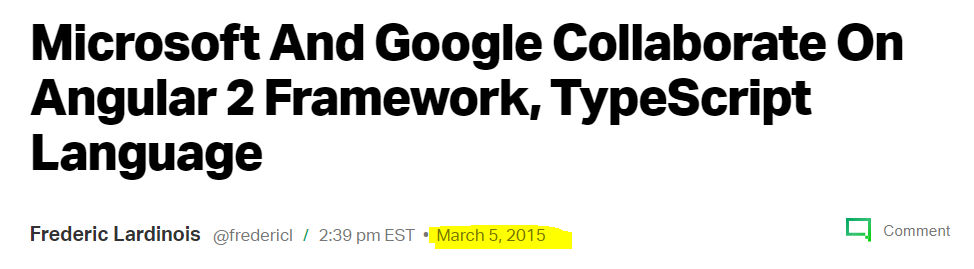 Microsoft And Google Collaborate On
Angular 2 Framework, TypeScript
Language
Frederic Lardinois @fredericl / 2:39 pm EST • March 5, 2015
Comment